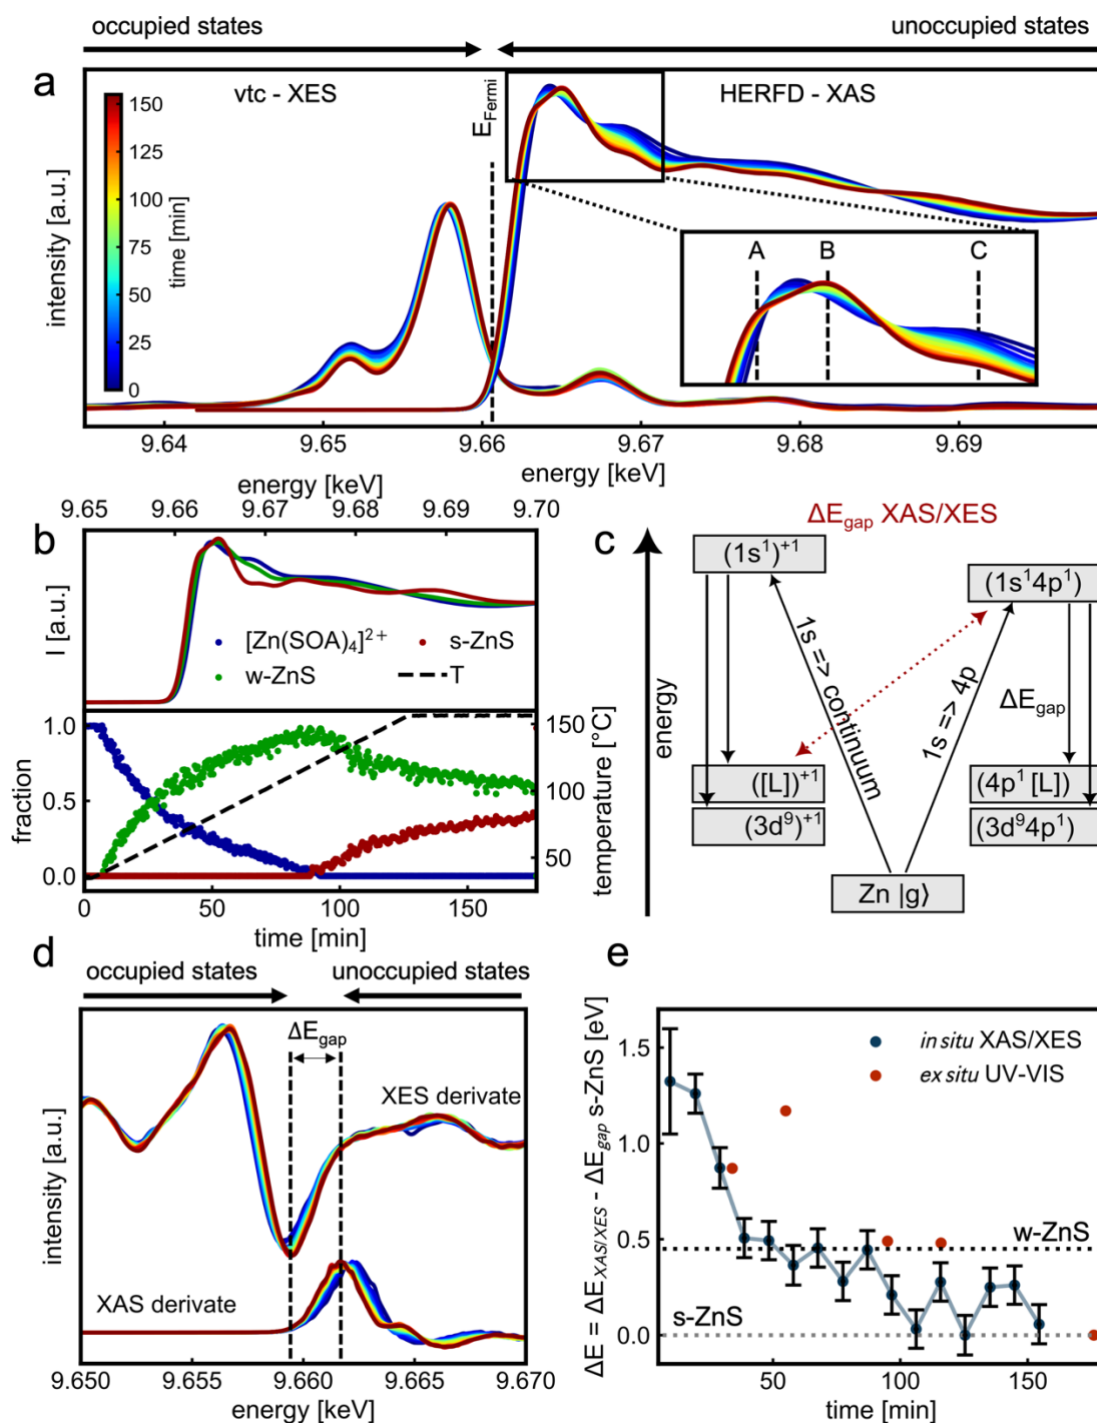 occupied states
unoccupied states
a
vtc - XES
HERFD - XAS
E_Fermi
150
125
100
75
50
25
0
time [min]
intensity [a.u.]
A
B
C
9.64
9.65
9.66
9.67
9.68
9.69
energy [keV]
energy [keV]
9.65
9.66
9.67
9.68
9.69
9.70
b
I [a.u.]
[Zn(SOA)₄]²⁺
s-ZnS
w-ZnS
T
1.0
0.5
0.0
fraction
150
100
50
temperature [°C]
0
50
100
150
time [min]
ΔE_gap XAS/XES
c
energy
(1s¹)⁺¹
(1s¹4p¹)
1s => continuum
1s => 4p
ΔE_gap
([L])⁺¹
(3d⁹)⁺¹
(4p¹ [L])
(3d⁹4p¹)
Zn |g⟩
d
occupied states
unoccupied states
ΔE_gap
XES derivate
XAS derivate
intensity [a.u.]
9.650
9.655
9.660
9.665
9.670
energy [keV]
e
ΔE = ΔE_XAS/XES - ΔE_gap s-ZnS [eV]
1.5
1.0
0.5
0.0
in situ XAS/XES
ex situ UV-VIS
w-ZnS
s-ZnS
50
100
150
time [min]